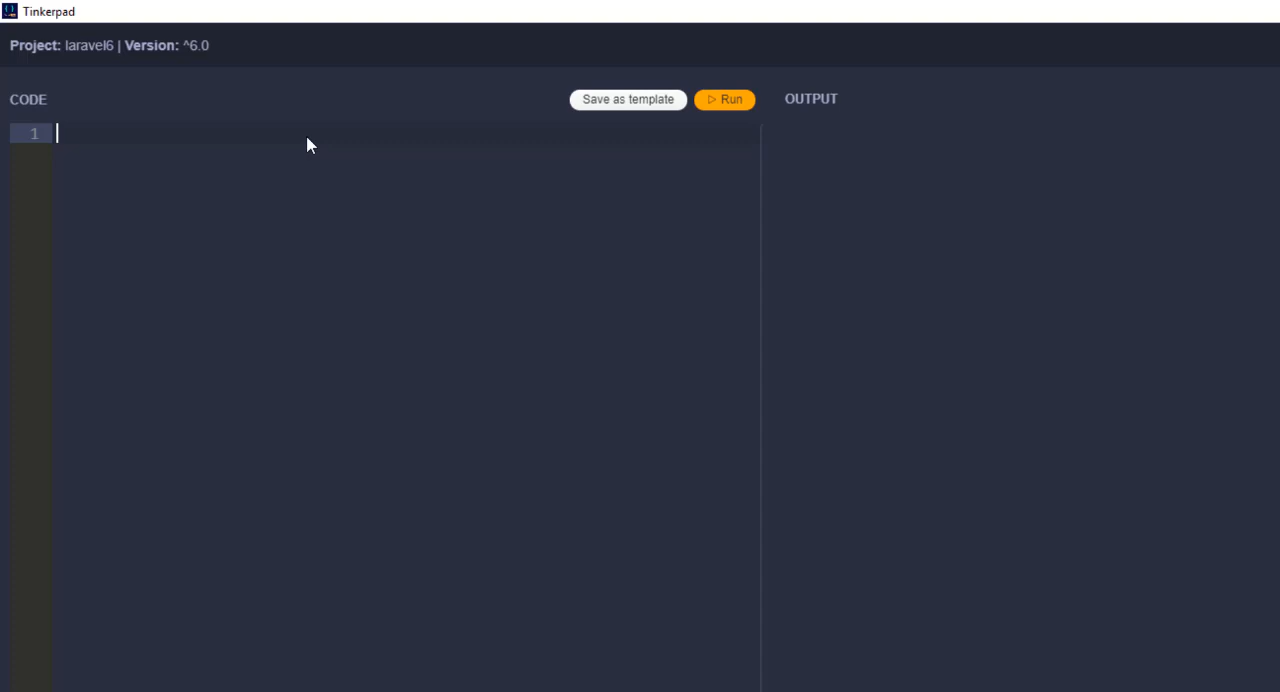 Tinkerpad
Project: laravel6 | Version: ^6.0
CODE
Save as template
▷ Run
OUTPUT
1